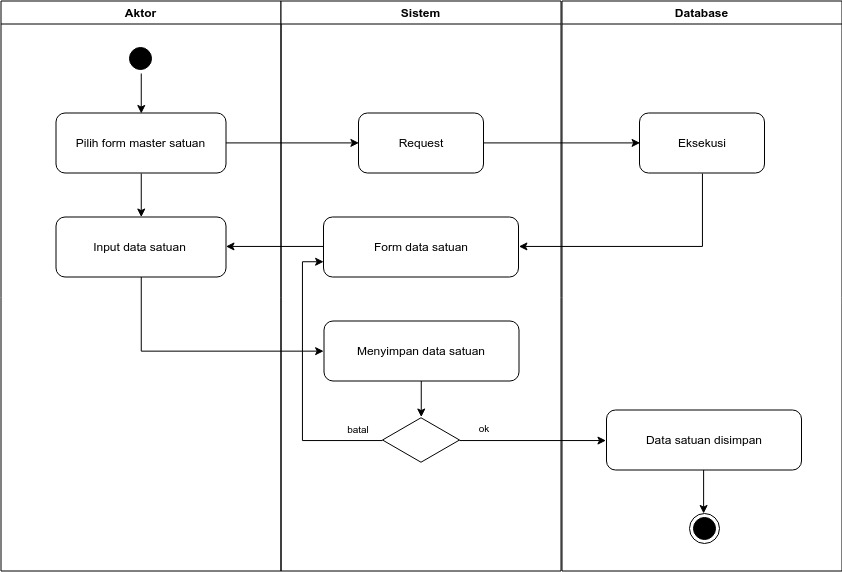 Aktor
Sistem
Database
Pilih form master satuan
Request
Eksekusi
Input data satuan
Form data satuan
Menyimpan data satuan
batal
ok
Data satuan disimpan